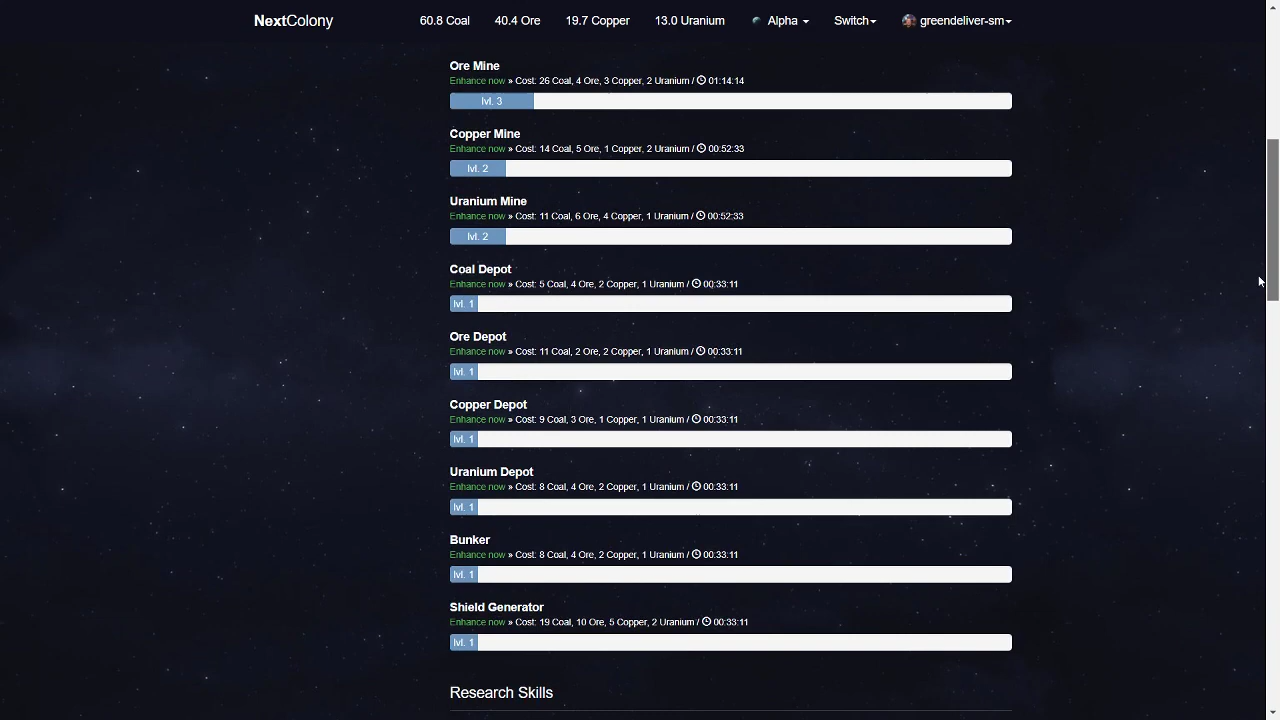 NextColony 60.8 Coal 40.4 Ore 19.7 Copper 13.0 Uranium Alpha Switch greendeliver-sm
Ore Mine
Enhance now » Cost: 26 Coal, 4 Ore, 3 Copper, 2 Uranium / 01:14:14
lvl. 3
Copper Mine
Enhance now » Cost: 14 Coal, 5 Ore, 1 Copper, 2 Uranium / 00:52:33
lvl. 2
Uranium Mine
Enhance now » Cost: 11 Coal, 6 Ore, 4 Copper, 1 Uranium / 00:52:33
lvl. 2
Coal Depot
Enhance now » Cost: 5 Coal, 4 Ore, 2 Copper, 1 Uranium / 00:33:11
lvl. 1
Ore Depot
Enhance now » Cost: 11 Coal, 2 Ore, 2 Copper, 1 Uranium / 00:33:11
lvl. 1
Copper Depot
Enhance now » Cost: 9 Coal, 3 Ore, 1 Copper, 1 Uranium / 00:33:11
lvl. 1
Uranium Depot
Enhance now » Cost: 8 Coal, 4 Ore, 2 Copper, 1 Uranium / 00:33:11
lvl. 1
Bunker
Enhance now » Cost: 8 Coal, 4 Ore, 2 Copper, 1 Uranium / 00:33:11
lvl. 1
Shield Generator
Enhance now » Cost: 19 Coal, 10 Ore, 5 Copper, 2 Uranium / 00:33:11
lvl. 1
Research Skills